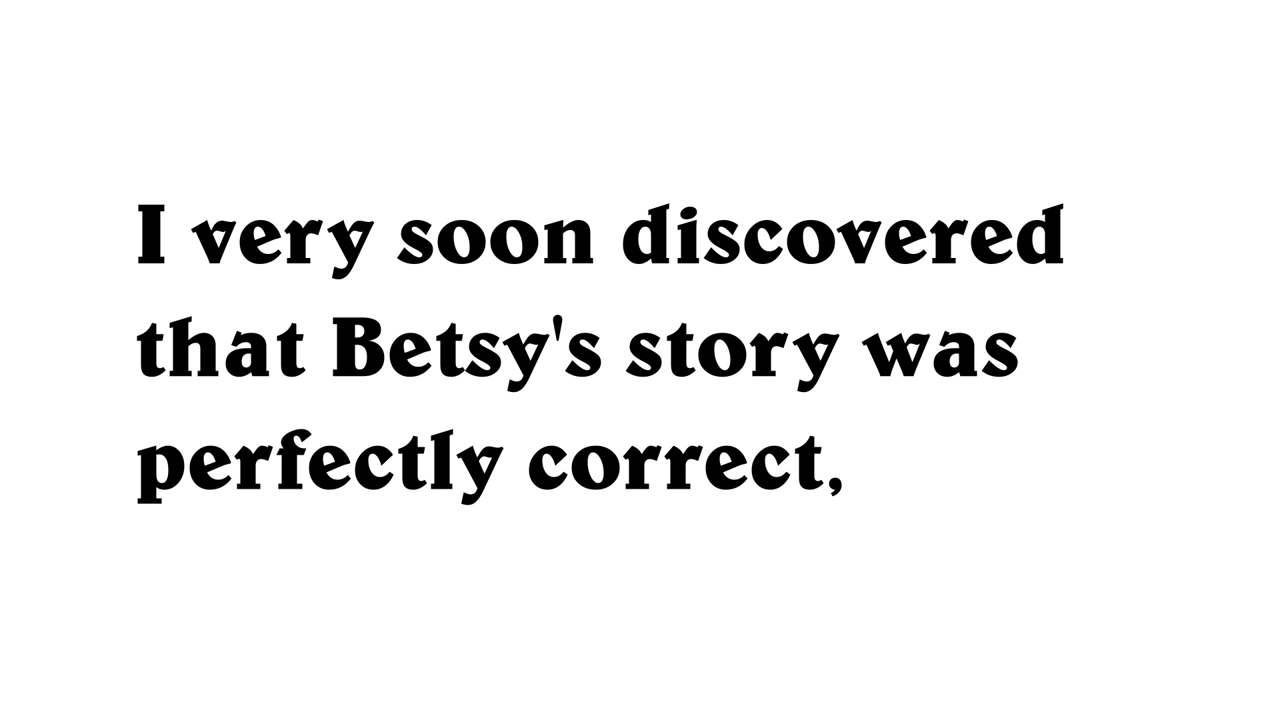 I very soon discovered
that Betsy's story was
perfectly correct,